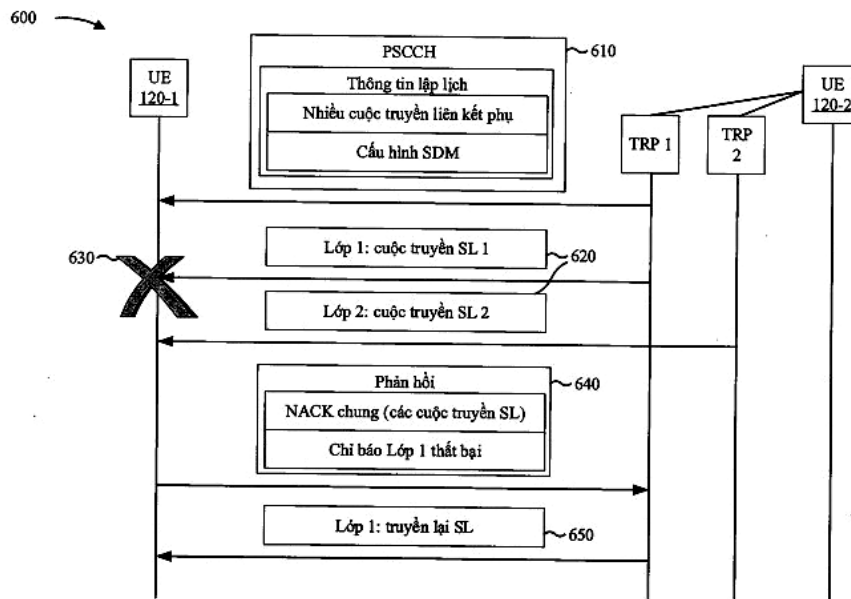 600
PSCCH
610
Thông tin lập lịch
Nhiều cuộc truyền liên kết phụ
Cấu hình SDM
UE
120-1
UE
120-2
TRP 1
TRP
2
Lớp 1: cuộc truyền SL 1
630
620
Lớp 2: cuộc truyền SL 2
Phản hồi
640
NACK chung (các cuộc truyền SL)
Chỉ báo Lớp 1 thất bại
Lớp 1: truyền lại SL
650